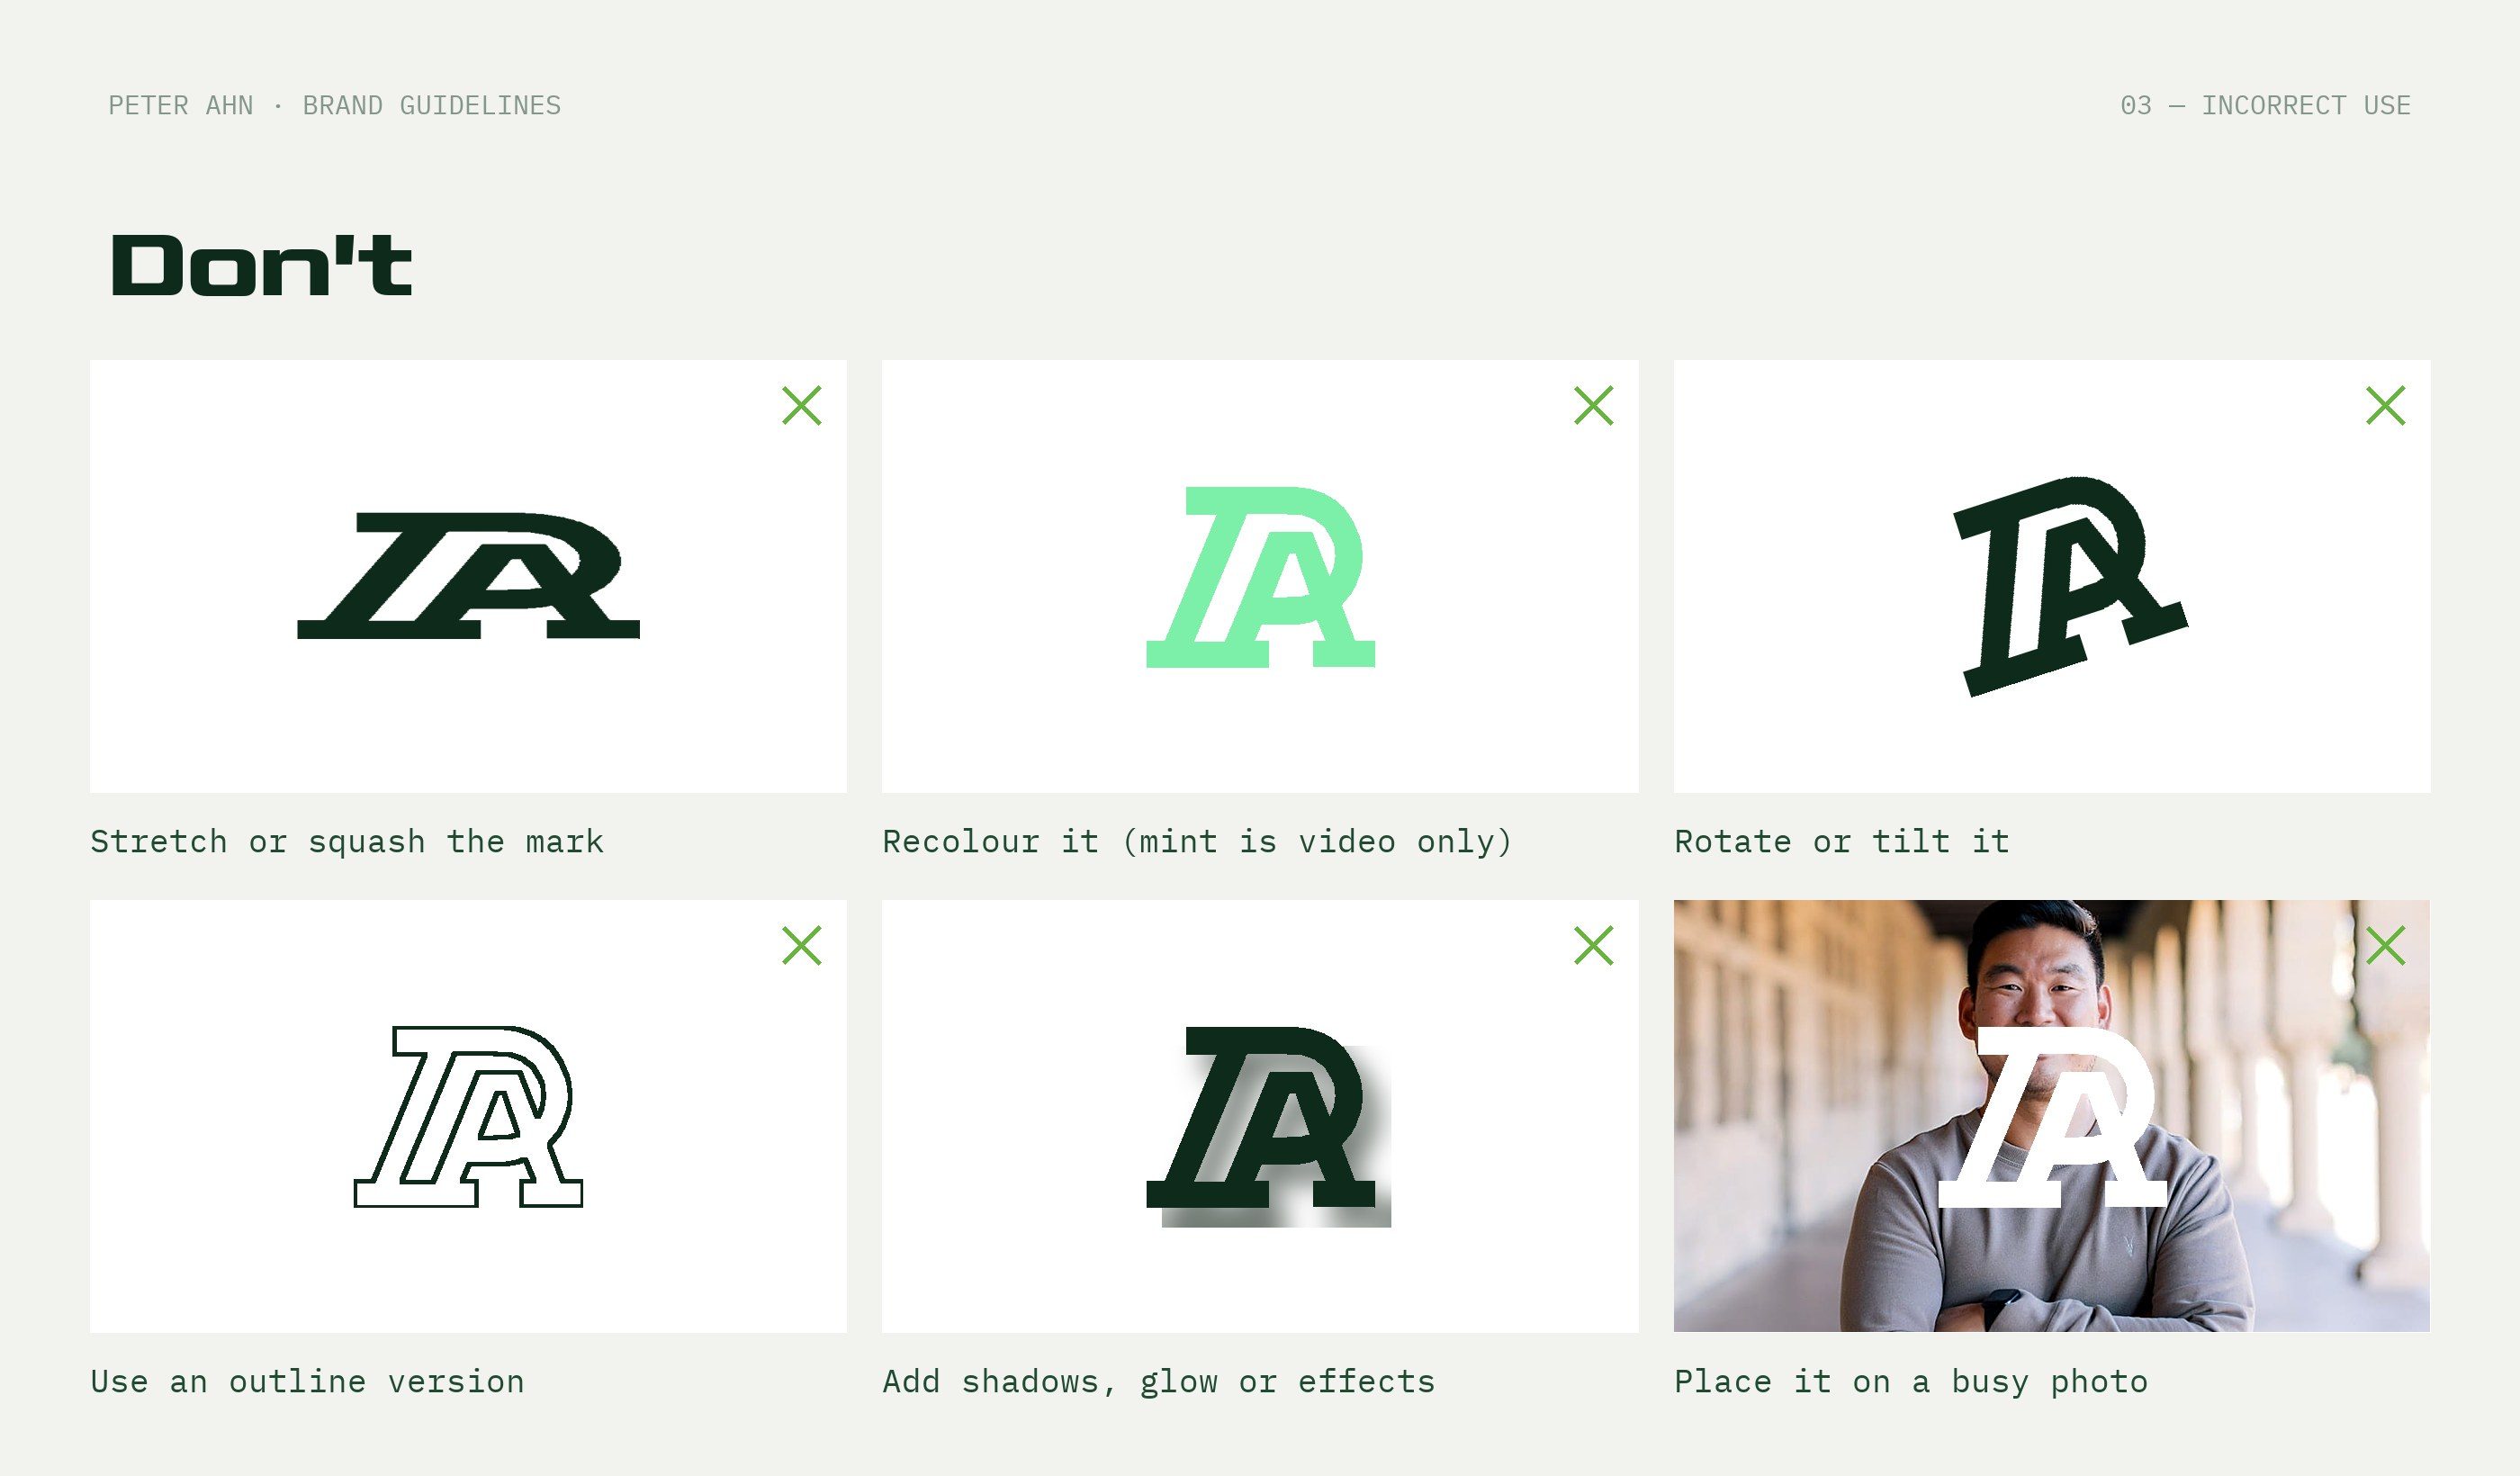 PETER AHN · BRAND GUIDELINES
03 — INCORRECT USE
Don't
Stretch or squash the mark
Recolour it (mint is video only)
Rotate or tilt it
Use an outline version
Add shadows, glow or effects
Place it on a busy photo